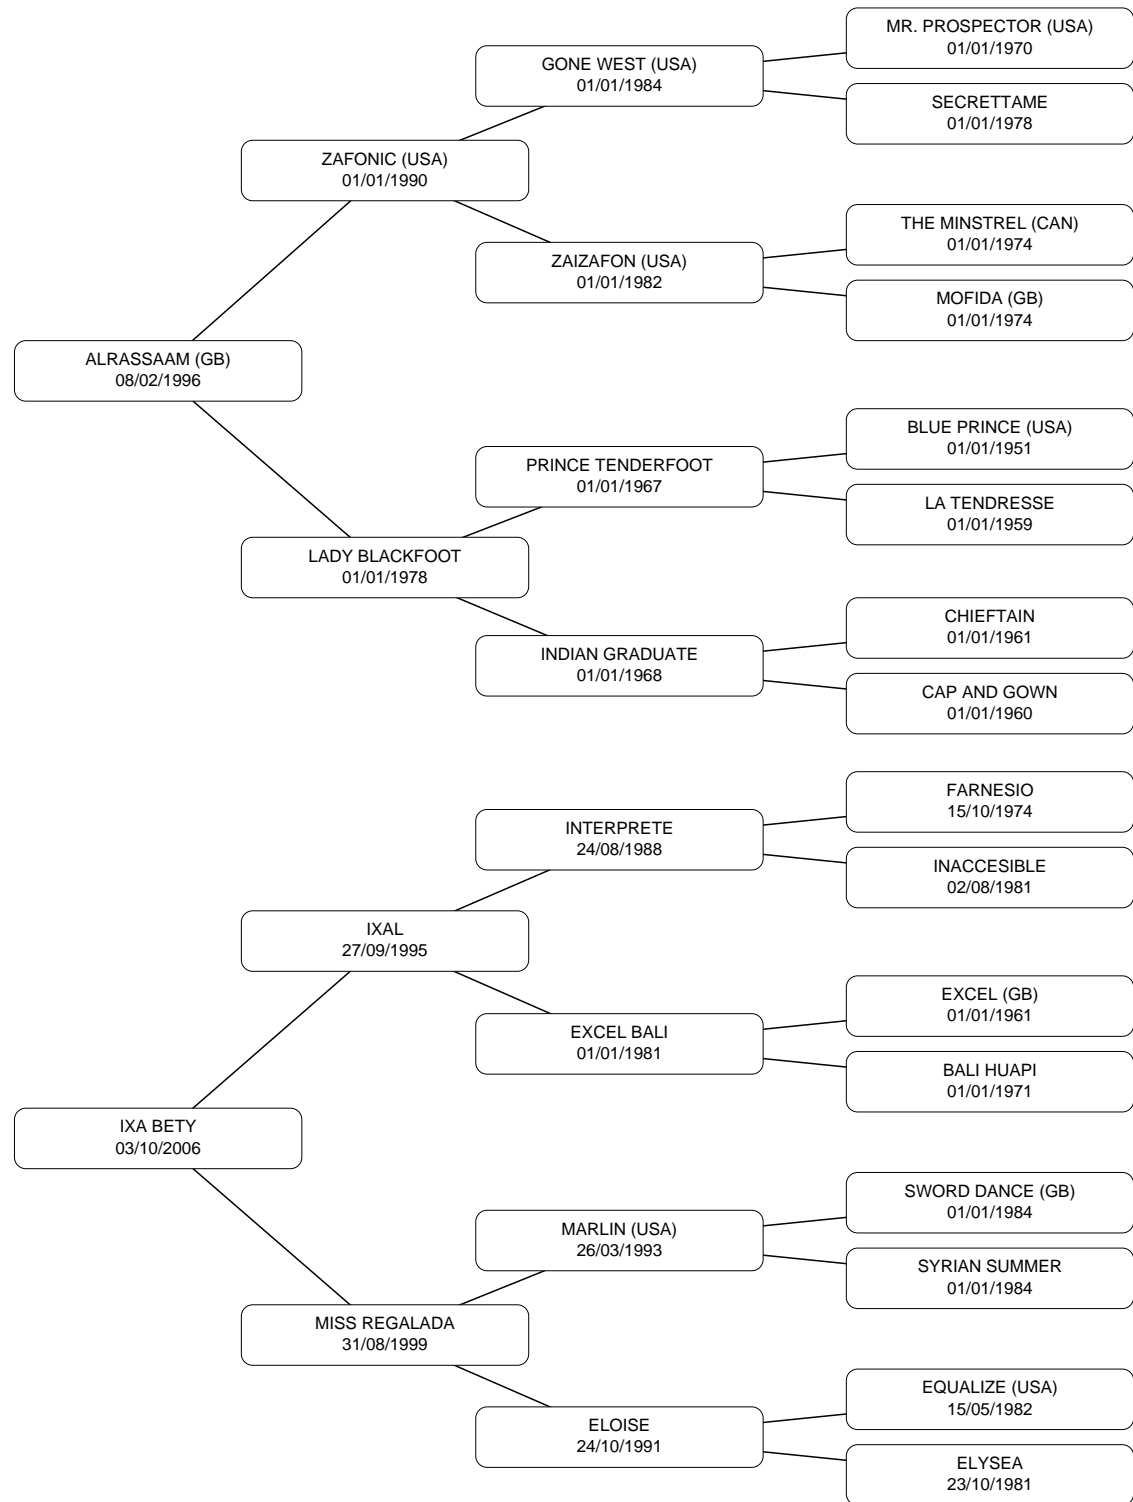 MR. PROSPECTOR (USA)
01/01/1970
GONE WEST (USA)
01/01/1984
SECRETTAME
01/01/1978
ZAFONIC (USA)
01/01/1990
THE MINSTREL (CAN)
01/01/1974
ZAIZAFON (USA)
01/01/1982
MOFIDA (GB)
01/01/1974
ALRASSAAM (GB)
08/02/1996
BLUE PRINCE (USA)
01/01/1951
PRINCE TENDERFOOT
01/01/1967
LA TENDRESSE
01/01/1959
LADY BLACKFOOT
01/01/1978
CHIEFTAIN
01/01/1961
INDIAN GRADUATE
01/01/1968
CAP AND GOWN
01/01/1960
FARNESIO
15/10/1974
INTERPRETE
24/08/1988
INACCESIBLE
02/08/1981
IXAL
27/09/1995
EXCEL (GB)
01/01/1961
EXCEL BALI
01/01/1981
BALI HUAPI
01/01/1971
IXA BETY
03/10/2006
SWORD DANCE (GB)
01/01/1984
MARLIN (USA)
26/03/1993
SYRIAN SUMMER
01/01/1984
MISS REGALADA
31/08/1999
EQUALIZE (USA)
15/05/1982
ELOISE
24/10/1991
ELYSEA
23/10/1981